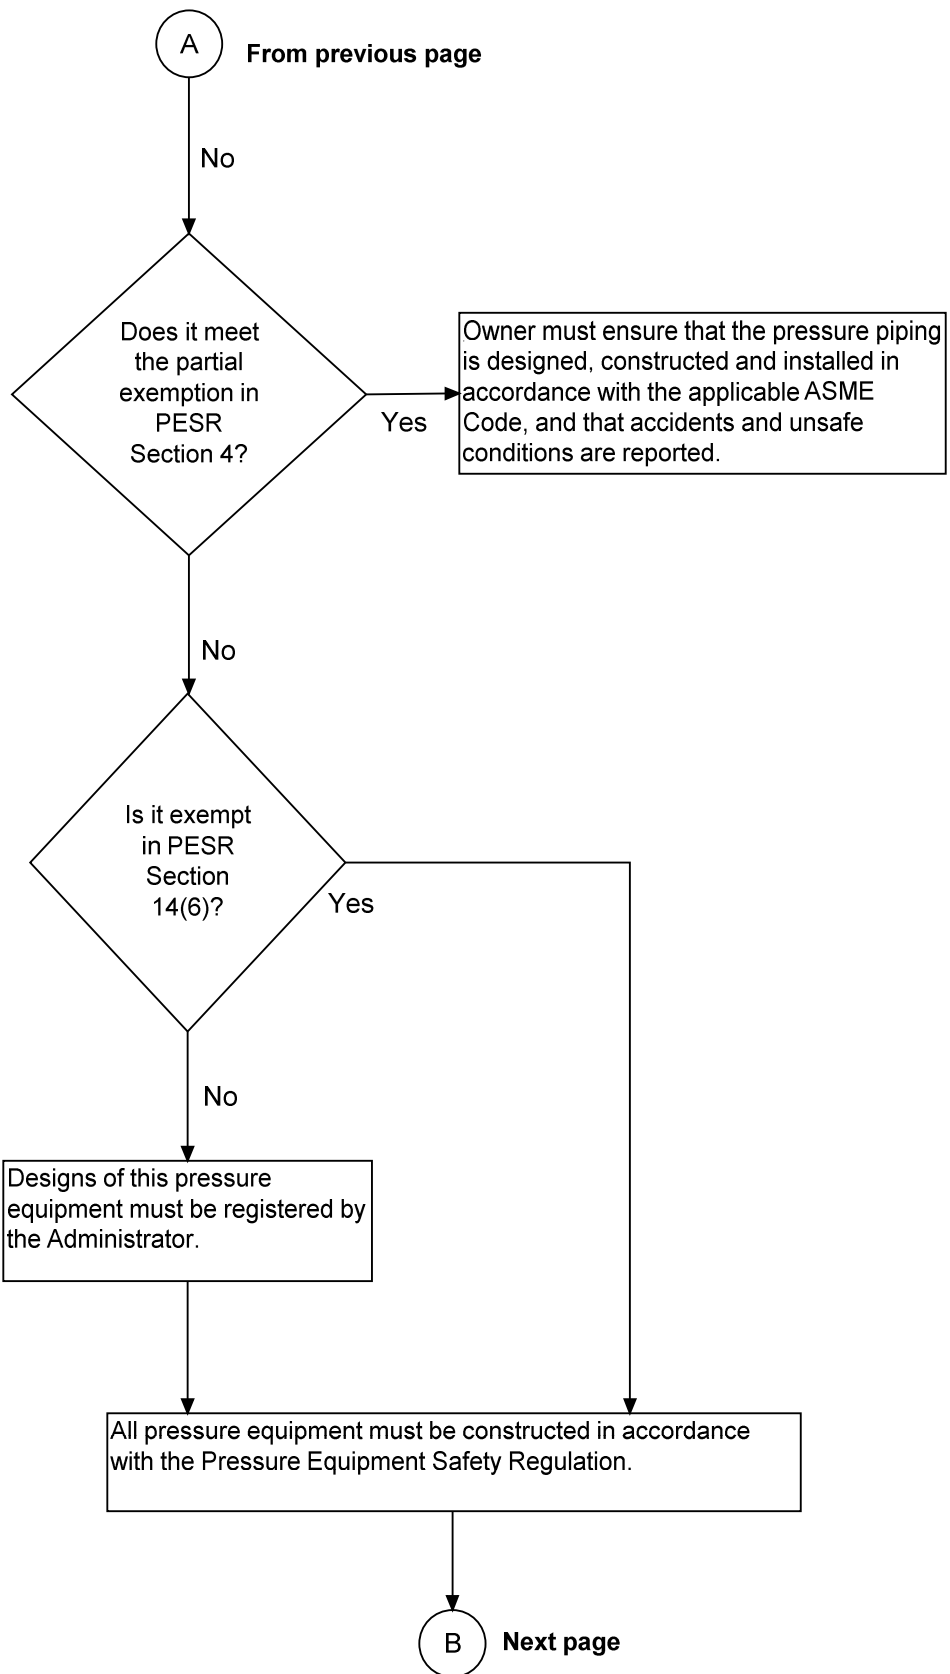 A
From previous page
No
Does it meet
the partial
exemption in
PESR
Section 4?
Yes
Owner must ensure that the pressure piping
is designed, constructed and installed in
accordance with the applicable ASME
Code, and that accidents and unsafe
conditions are reported.
No
Is it exempt
in PESR
Section
14(6)?
Yes
No
Designs of this pressure
equipment must be registered by
the Administrator.
All pressure equipment must be constructed in accordance
with the Pressure Equipment Safety Regulation.
B
Next page